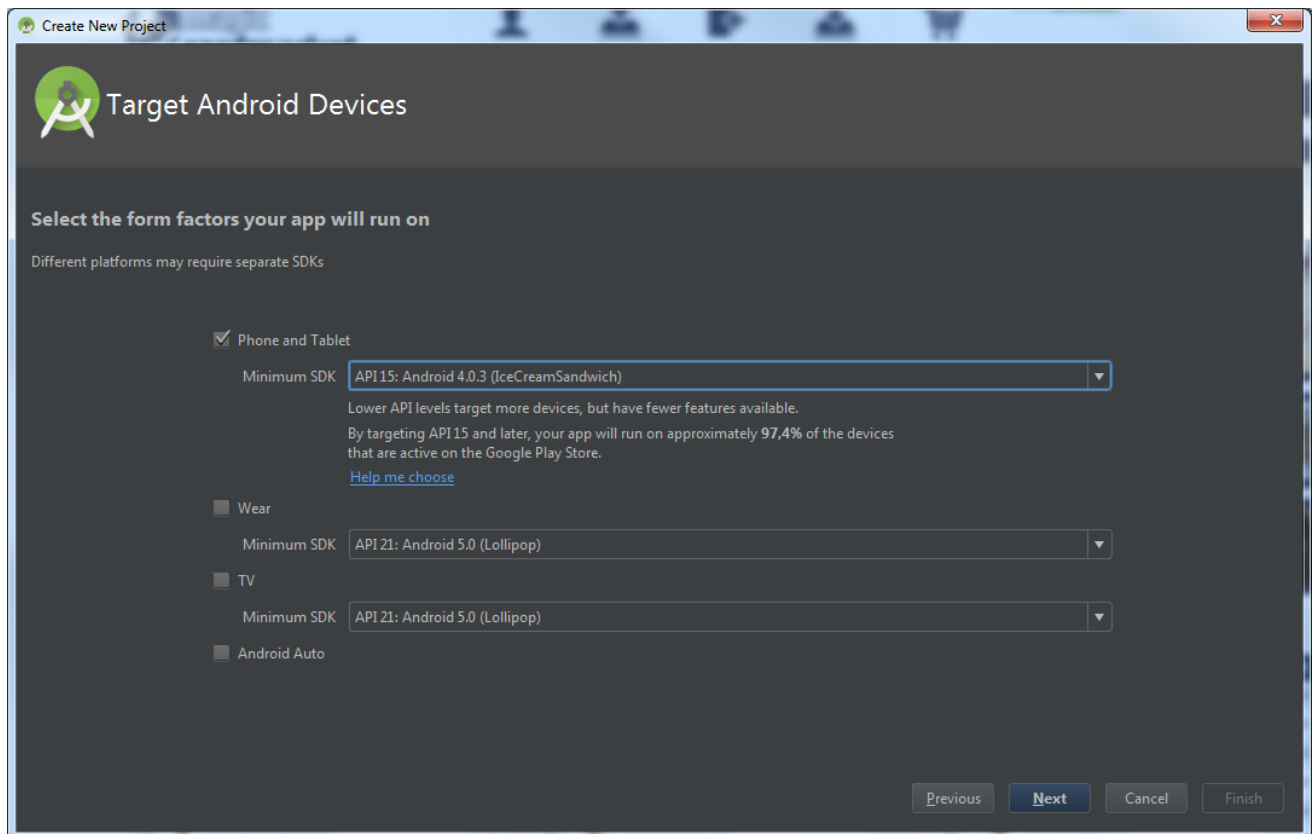 Create New Project
Target Android Devices
Select the form factors your app will run on
Different platforms may require separate SDKs
Phone and Tablet
Minimum SDK API 15: Android 4.0.3 (IceCreamSandwich)
Lower API levels target more devices, but have fewer features available.
By targeting API 15 and later, your app will run on approximately 97,4% of the devices
that are active on the Google Play Store.
Help me choose
Wear
Minimum SDK API 21: Android 5.0 (Lollipop)
TV
Minimum SDK API 21: Android 5.0 (Lollipop)
Android Auto
Previous Next Cancel Finish